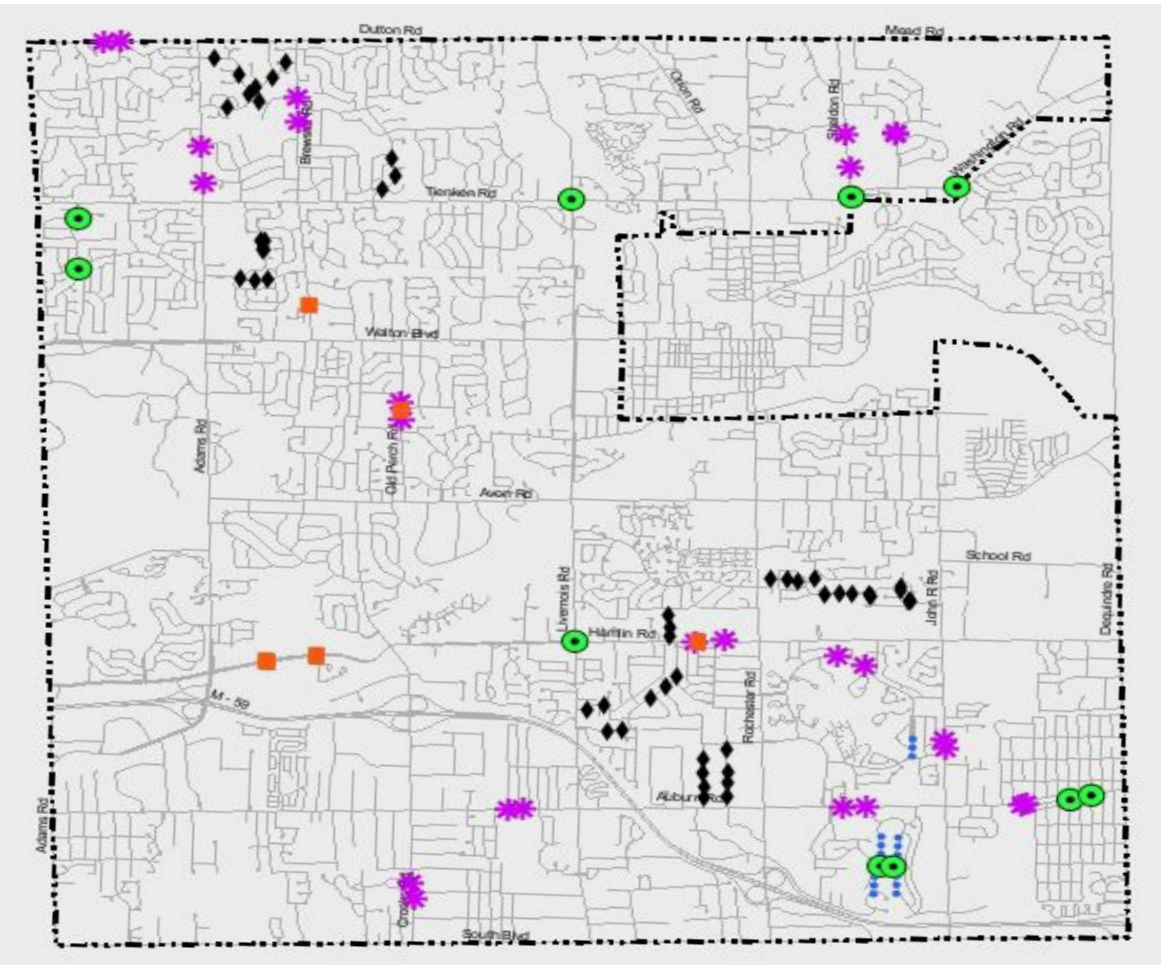 Dutton Rd
Mead Rd
Orion Rd
Sheldon Rd
Brewster Rd
Washington Rd
Tienken Rd
Walton Blvd
Adams Rd
Old Perch Rd
Avon Rd
School Rd
Livernois Rd
John R Rd
Dequindre Rd
Hamlin Rd
M - 59
Rochester Rd
Auburn Rd
Adams Rd
South Blvd